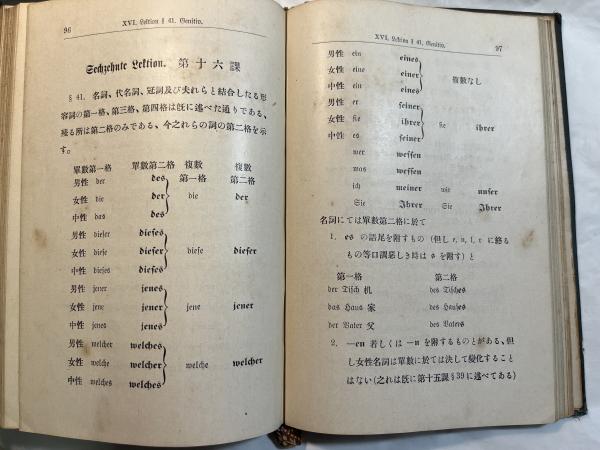 96
XVI. Lektion § 41. Genitiv.
Sechzehnte Lektion. 第十六課
§ 41. 名詞、代名詞、冠詞及び夫れらと結合したる形
容詞の第一格、第三格、第四格は旣に述べた通りである、
殘る所は第二格のみである、今之れらの詞の第二格を示
す。
單數第一格 單數第二格 複數第一格 複數第二格
男性 der des
女性 die der die der
中性 das des
男性 dieser dieses
女性 diese dieser diese dieser
中性 dieses dieses
男性 jener jenes
女性 jene jener jene jener
中性 jenes jenes
男性 welcher welches
女性 welche welcher welche welcher
中性 welches welches
XVI. Lektion § 41. Genitiv.
97
男性 ein eines
女性 eine einer 複數なし
中性 ein eines
男性 er seiner
女性 sie ihrer sie ihrer
中性 es seiner
wer wessen
was wessen
ich meiner wir unser
Sie Ihrer Sie Ihrer
名詞にては單數第二格に於て
1. es の語尾を附すもの (但し r, n, l, e に終る
もの等口調惡しき時は s を附す) と
第一格 第二格
der Tisch 机 des Tisches
das Haus 家 des Hauses
der Vater 父 des Vaters
2. —en 若しくは —n を附するものとがある、但
し女性名詞は單數に於ては決して變化すること
はない (之れは旣に第十五課 § 39 に述べてある)